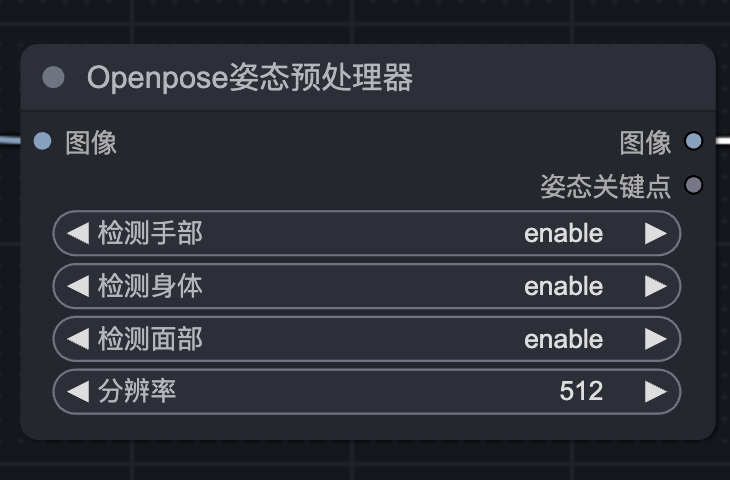 Openpose姿态预处理器
图像 图像
姿态关键点
检测手部 enable
检测身体 enable
检测面部 enable
分辨率 512